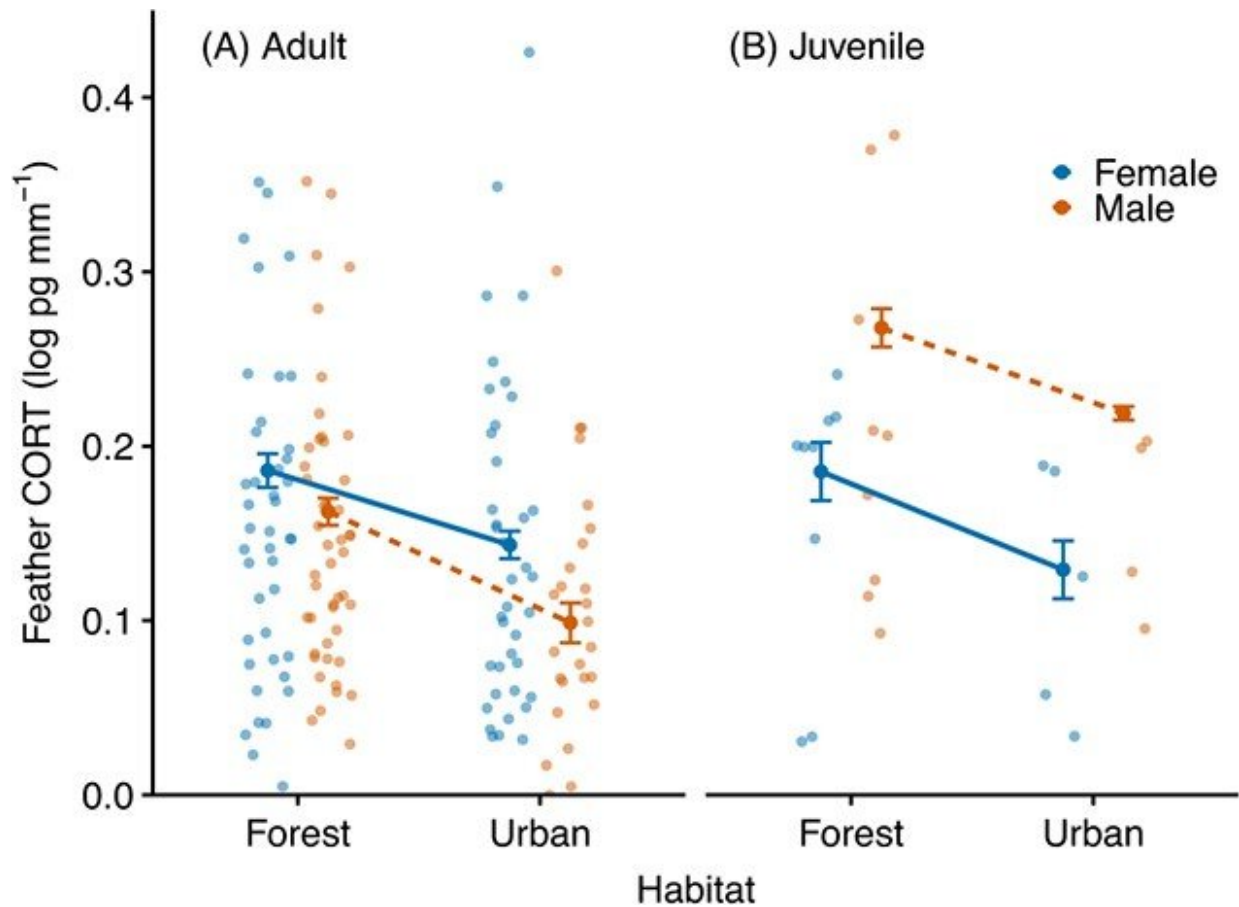 (A) Adult
(B) Juvenile
Female
Male
Feather CORT (log pg mm⁻¹)
0.4
0.3
0.2
0.1
0.0
Forest
Urban
Forest
Urban
Habitat